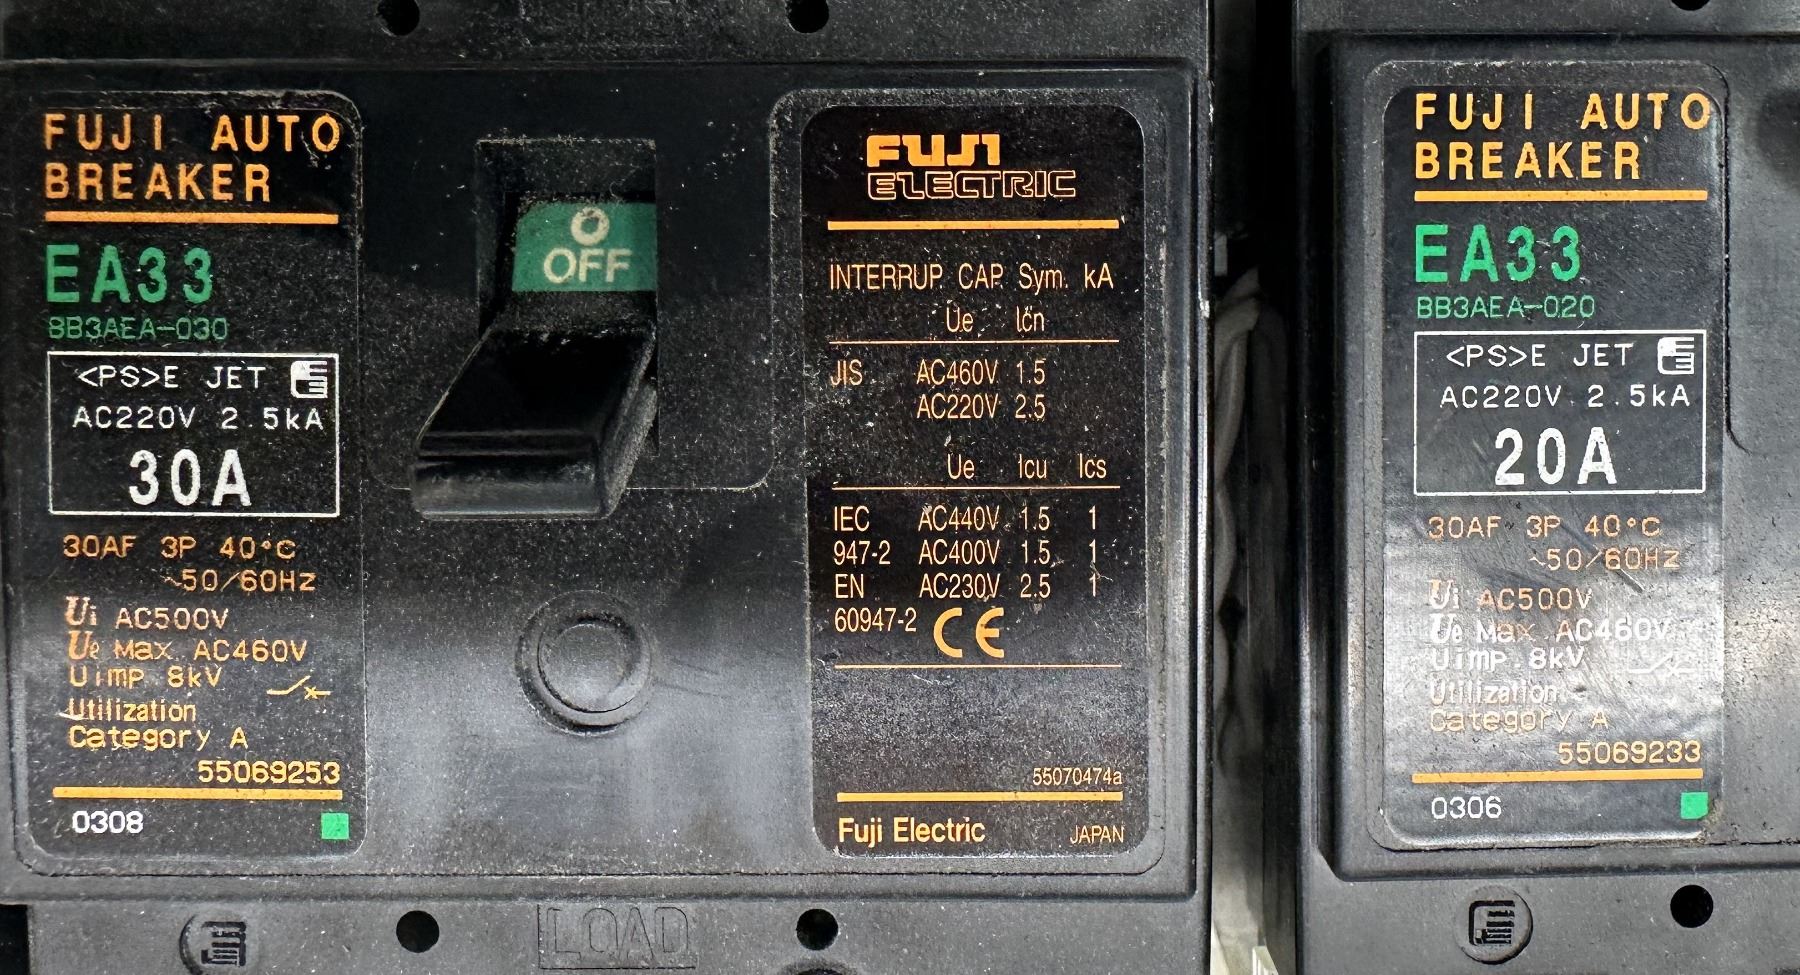 FUJI AUTO
BREAKER
EA33
BB3AEA-030
<PS>E JET
AC220V 2.5kA
30A
30AF 3P 40°C
~50/60Hz
Ui AC500V
Ue Max AC460V
Uimp 8kV
Utilization
Category A
55069253
0308
O
OFF
FUJI
ELECTRIC
INTERRUP. CAP. Sym. kA
Ue Icn
JIS AC460V 1.5
AC220V 2.5
Ue Icu Ics
IEC AC440V 1.5 1
947-2 AC400V 1.5 1
EN AC230V 2.5 1
60947-2 CE
55070474a
Fuji Electric JAPAN
LOAD
FUJI AUTO
BREAKER
EA33
BB3AEA-020
<PS>E JET
AC220V 2.5kA
20A
30AF 3P 40°C
~50/60Hz
Ui AC500V
Ue Max AC460V
Uimp 8kV
Utilization
Category A
55069233
0306